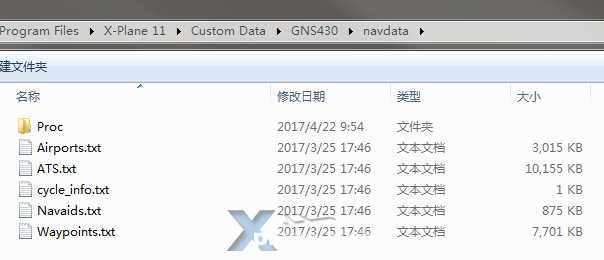 Program Files ▸ X-Plane 11 ▸ Custom Data ▸ GNS430 ▸ navdata ▸
建文件夹
名称 修改日期 类型 大小
Proc 2017/4/22 9:54 文件夹
Airports.txt 2017/3/25 17:46 文本文档 3,015 KB
ATS.txt 2017/3/25 17:46 文本文档 10,155 KB
cycle_info.txt 2017/3/25 17:46 文本文档 1 KB
Navaids.txt 2017/3/25 17:46 文本文档 875 KB
Waypoints.txt 2017/3/25 17:46 文本文档 7,701 KB